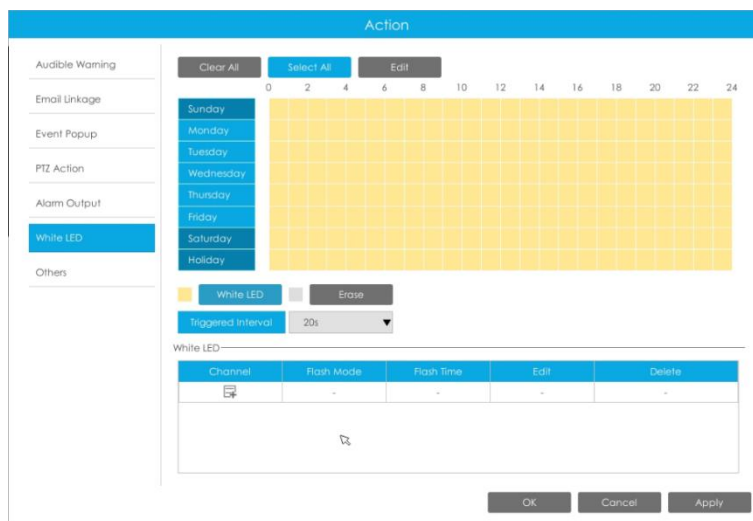 Action
Audible Warning
Email Linkage
Event Popup
PTZ Action
Alarm Output
White LED
Others
Clear All Select All Edit
0 2 4 6 8 10 12 14 16 18 20 22 24
Sunday
Monday
Tuesday
Wednesday
Thursday
Friday
Saturday
Holiday
White LED Erase
Triggered Interval 20s
White LED
Channel Flash Mode Flash Time Edit Delete
- - - -
OK Cancel Apply